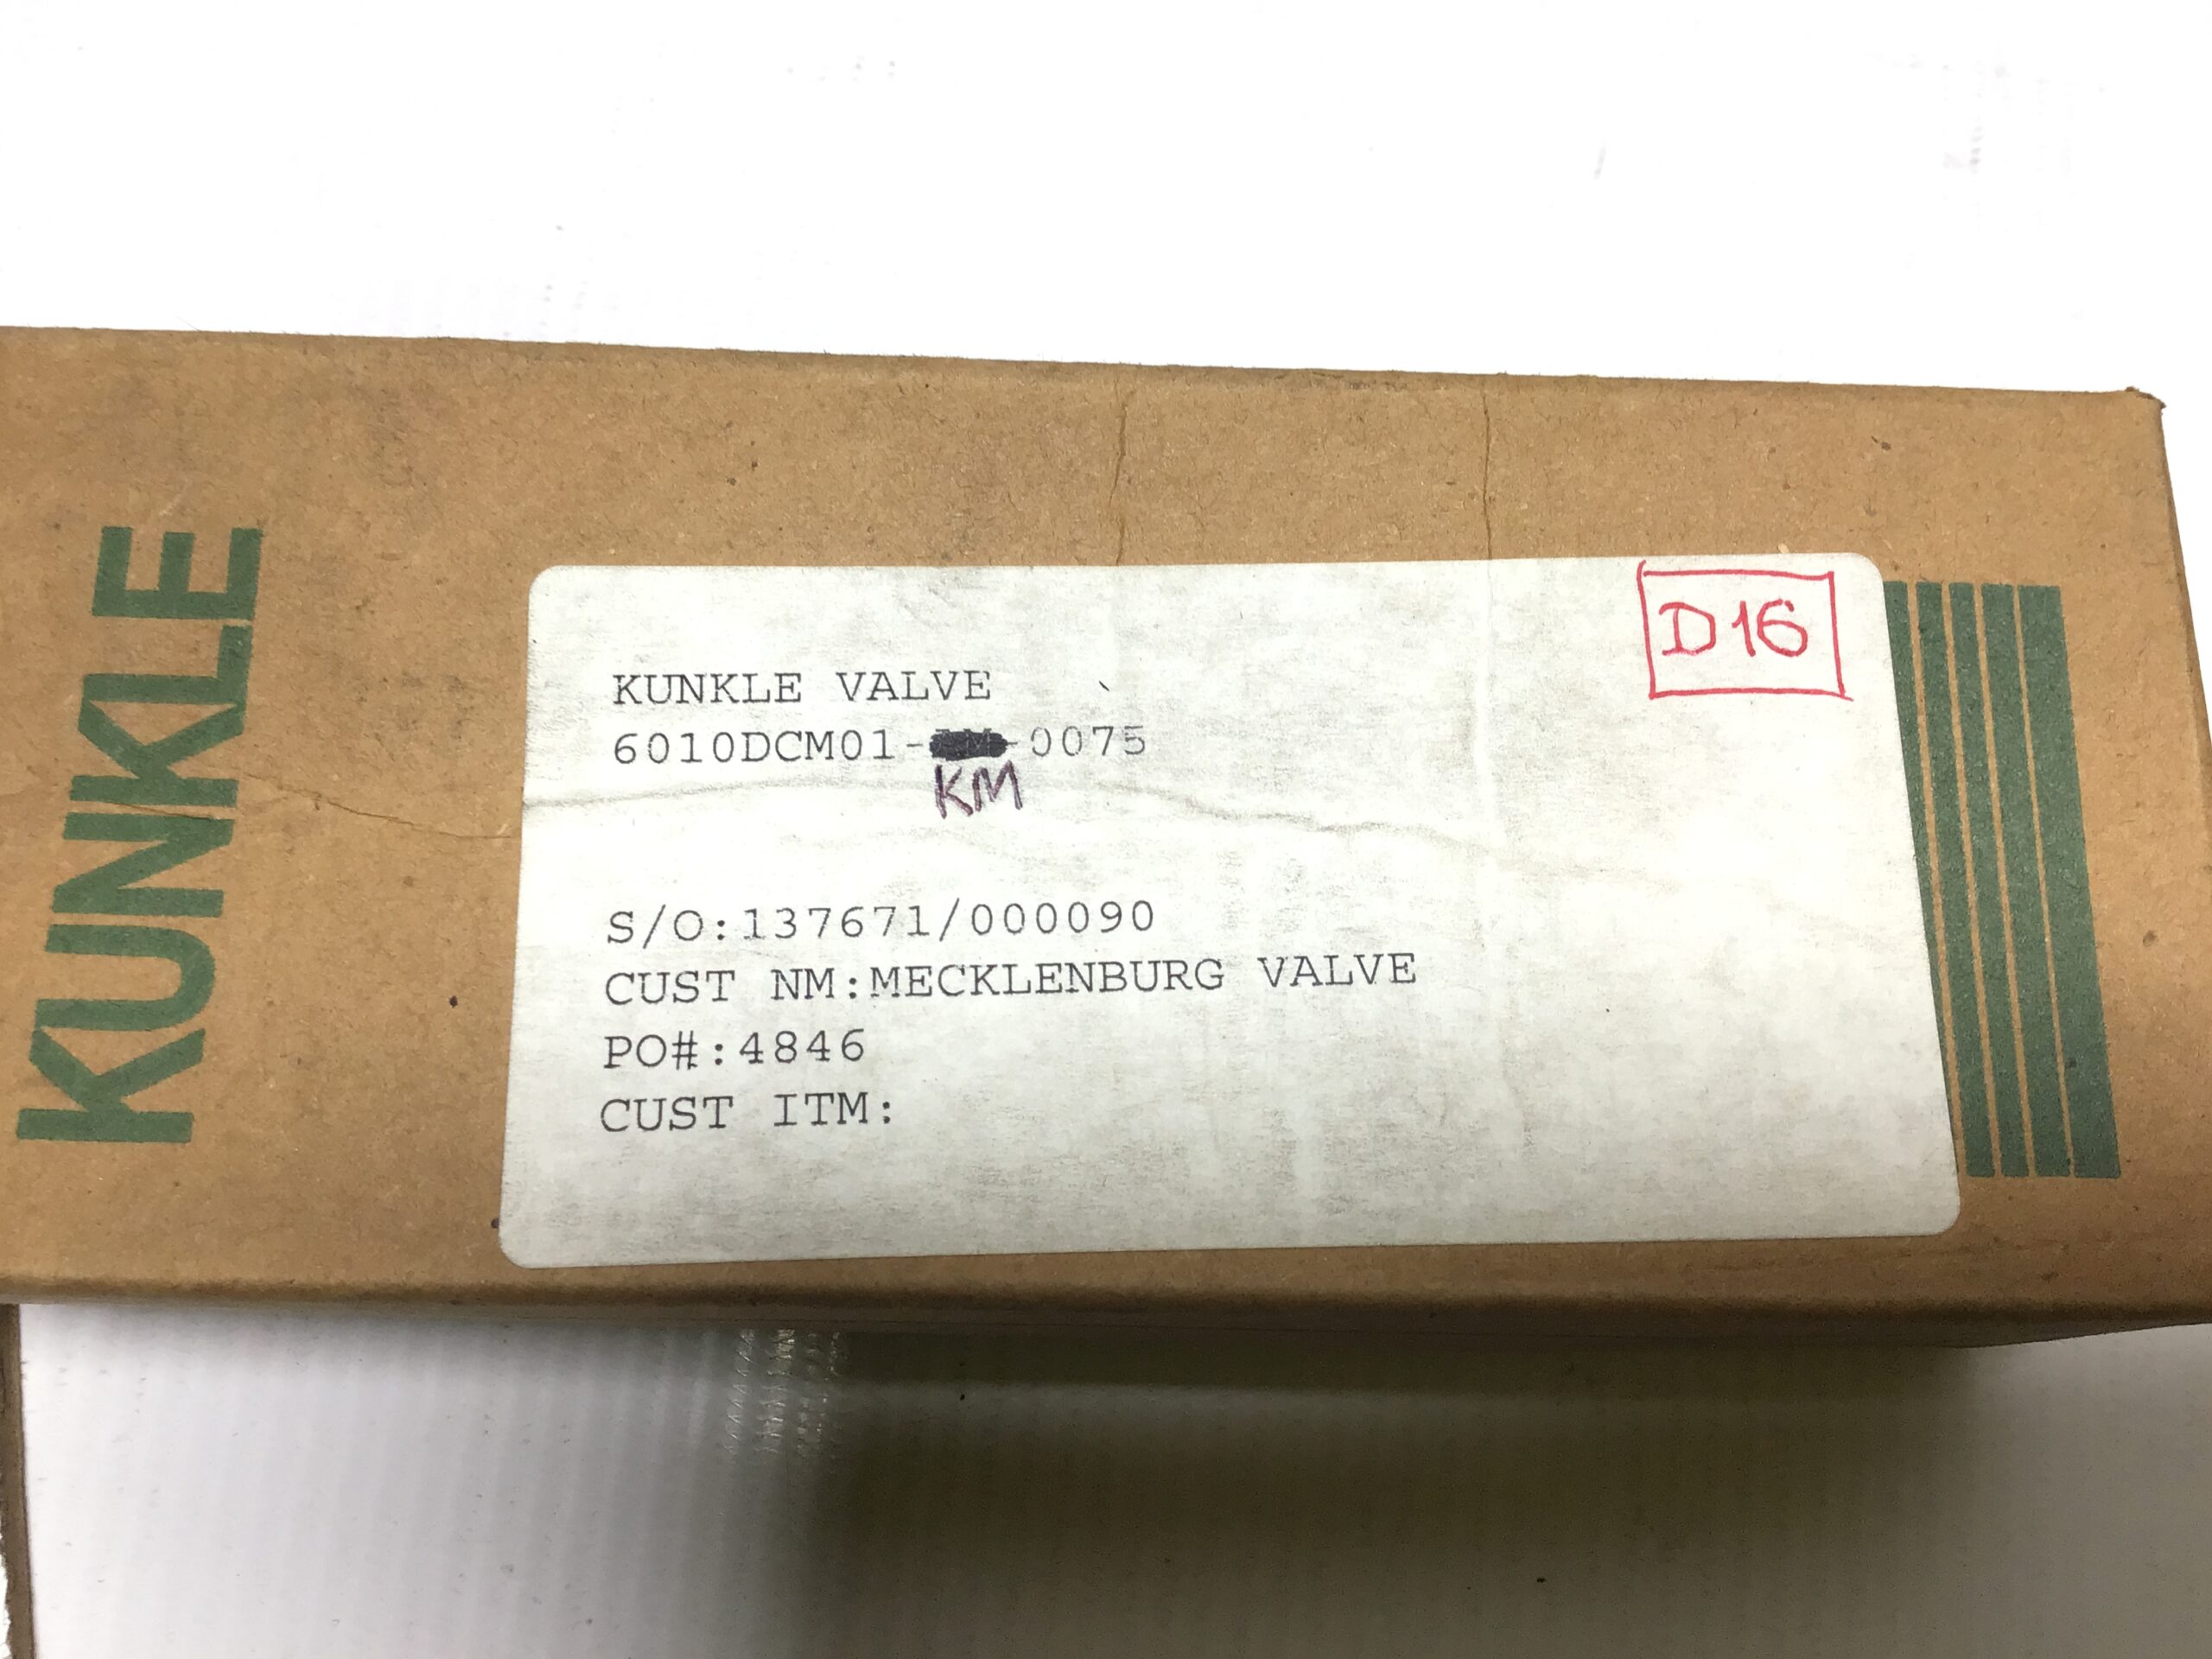 KUNKLE
D16
KUNKLE VALVE
6010DCM01- -0075
KM
S/O:137671/000090
CUST NM:MECKLENBURG VALVE
PO#:4846
CUST ITM: